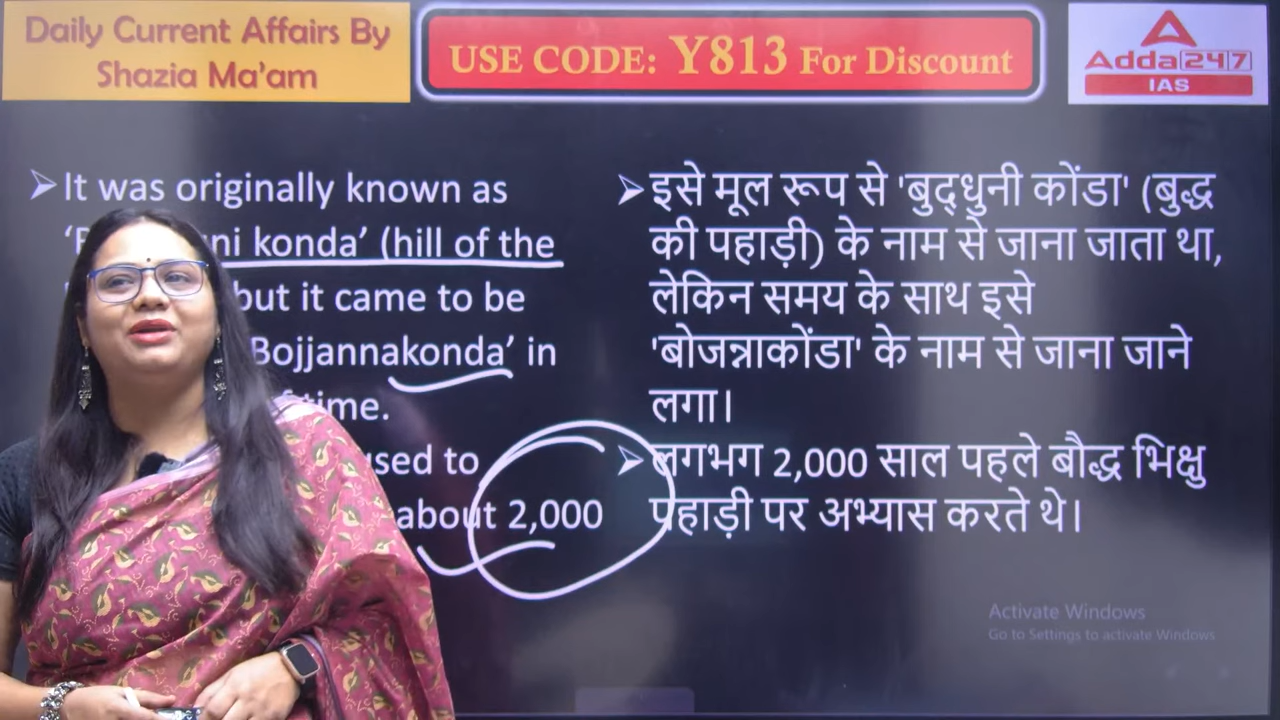 Daily Current Affairs By
Shazia Ma'am
USE CODE: Y813 For Discount
Adda 247
IAS
➤ It was originally known as
konda' (hill of the
but it came to be
Bojjannakonda' in
time.
used to
about 2,000
➤ इसे मूल रूप से 'बुद्धुनी कोंडा' (बुद्ध
की पहाड़ी) के नाम से जाना जाता था,
लेकिन समय के साथ इसे
'बोजन्नाकोंडा' के नाम से जाना जाने
लगा।
➤ लगभग 2,000 साल पहले बौद्ध भिक्षु
पहाड़ी पर अभ्यास करते थे।
Activate Windows
Go to Settings to activate Windows